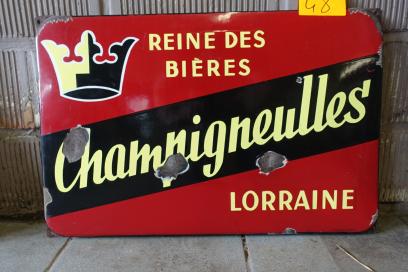 48
REINE DES
BIÈRES
Champigneulles
LORRAINE